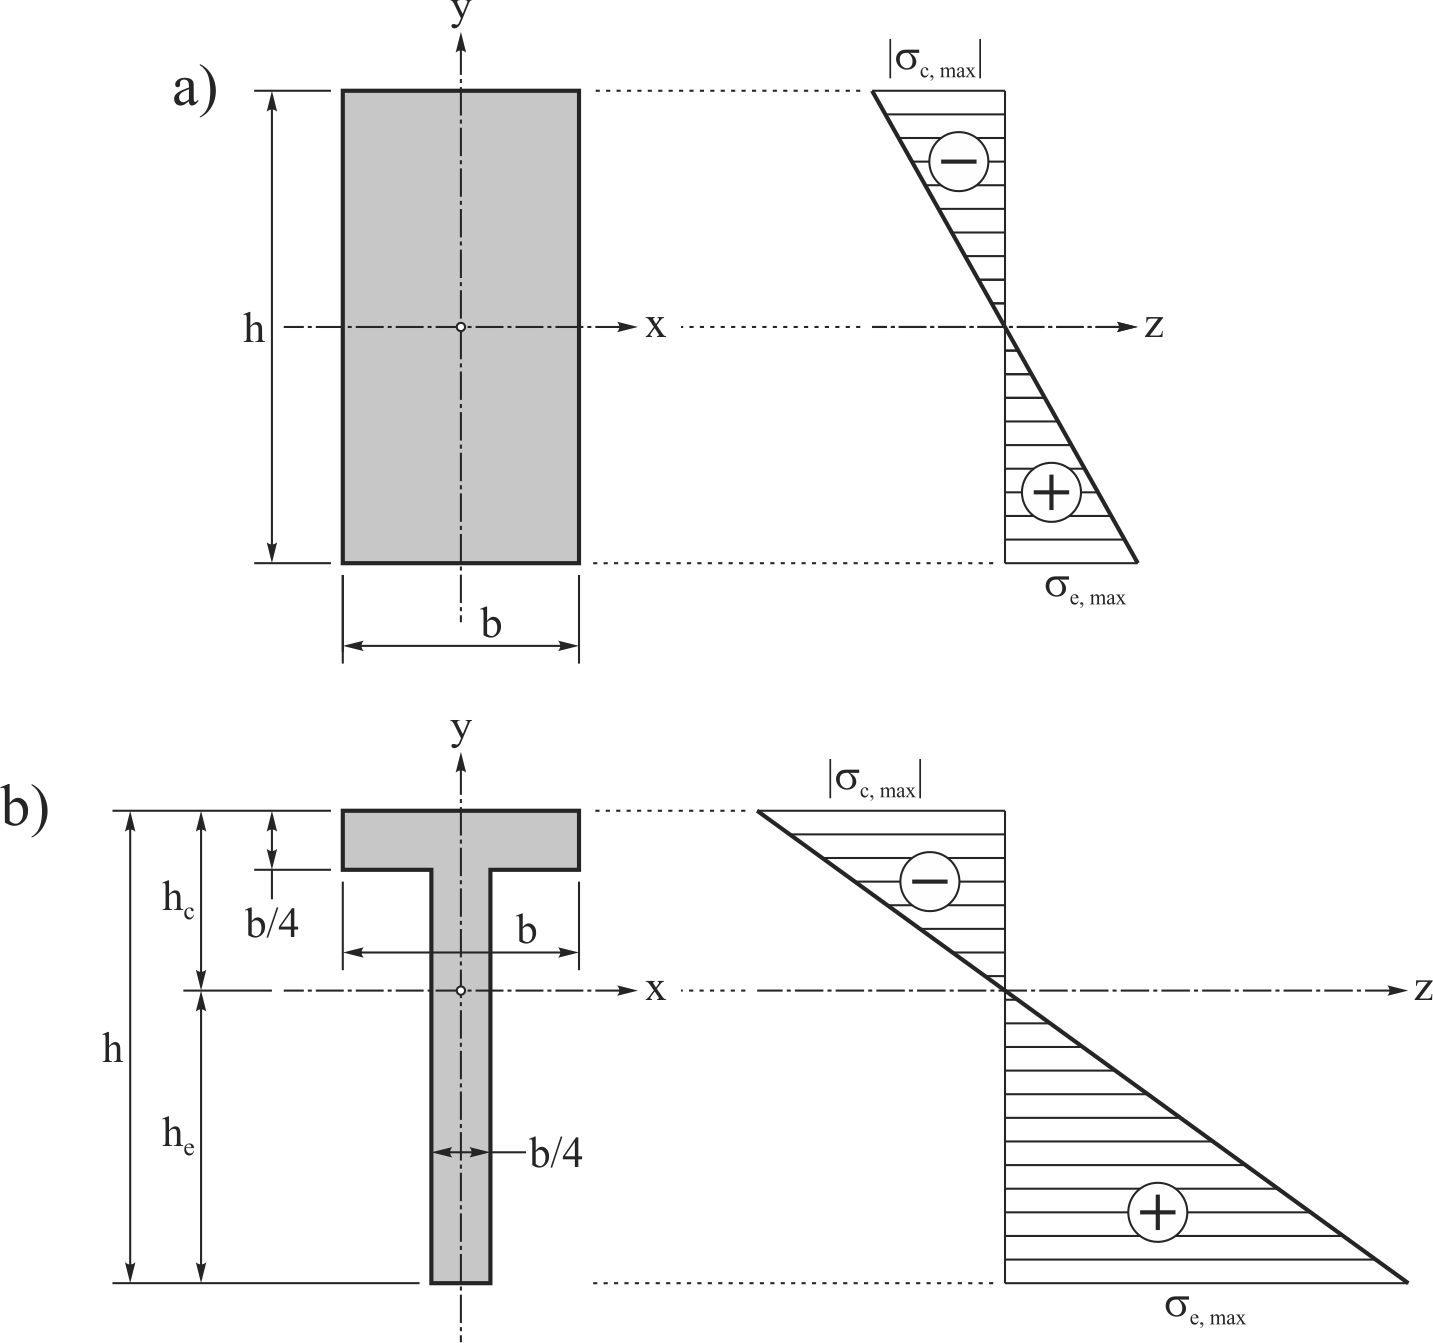 y
a)
|σc, max|
h
x
z
σe, max
b
y
b)
|σc, max|
hc
b/4
b
x
z
h
he
b/4
σe, max